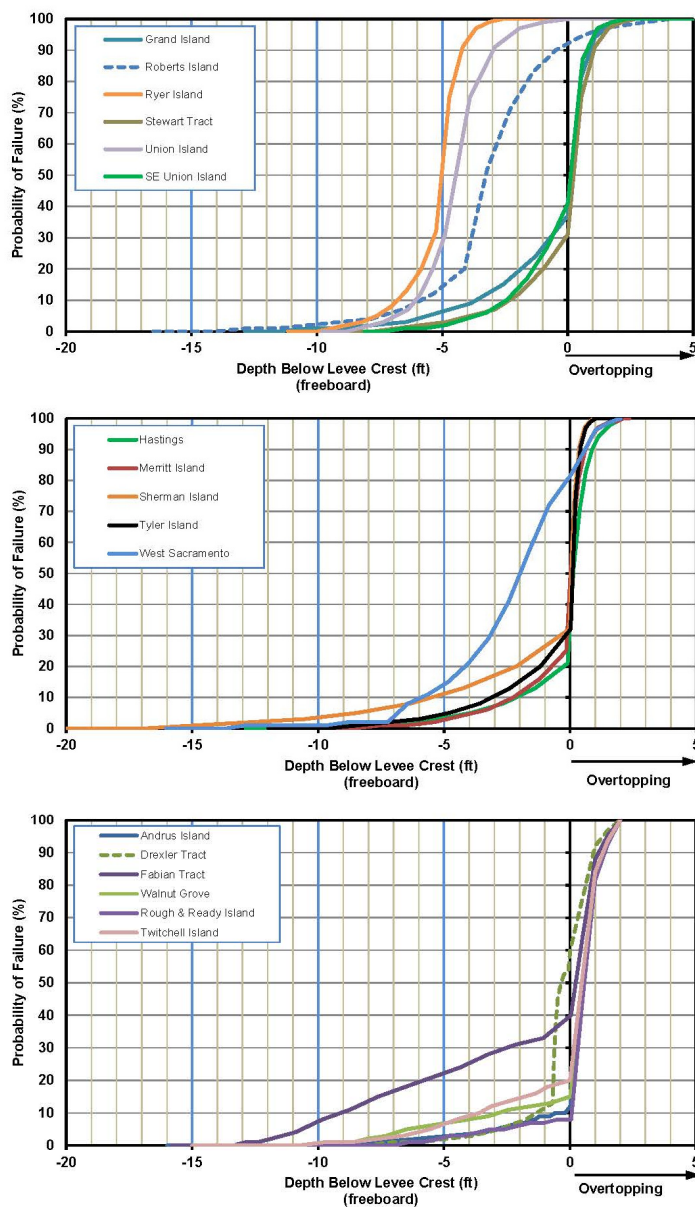 100
90
80
70
60
50
40
30
20
10
0
Probability of Failure (%)
Grand Island
Roberts Island
Ryer Island
Stewart Tract
Union Island
SE Union Island
-20 -15 -10 -5 0 5
Depth Below Levee Crest (ft)
(freeboard)
Overtopping
100
90
80
70
60
50
40
30
20
10
0
Probability of Failure (%)
Hastings
Merritt Island
Sherman Island
Tyler Island
West Sacramento
-20 -15 -10 -5 0 5
Depth Below Levee Crest (ft)
(freeboard)
Overtopping
100
90
80
70
60
50
40
30
20
10
0
Probability of Failure (%)
Andrus Island
Drexler Tract
Fabian Tract
Walnut Grove
Rough & Ready Island
Twitchell Island
-20 -15 -10 -5 0 5
Depth Below Levee Crest (ft)
(freeboard)
Overtopping